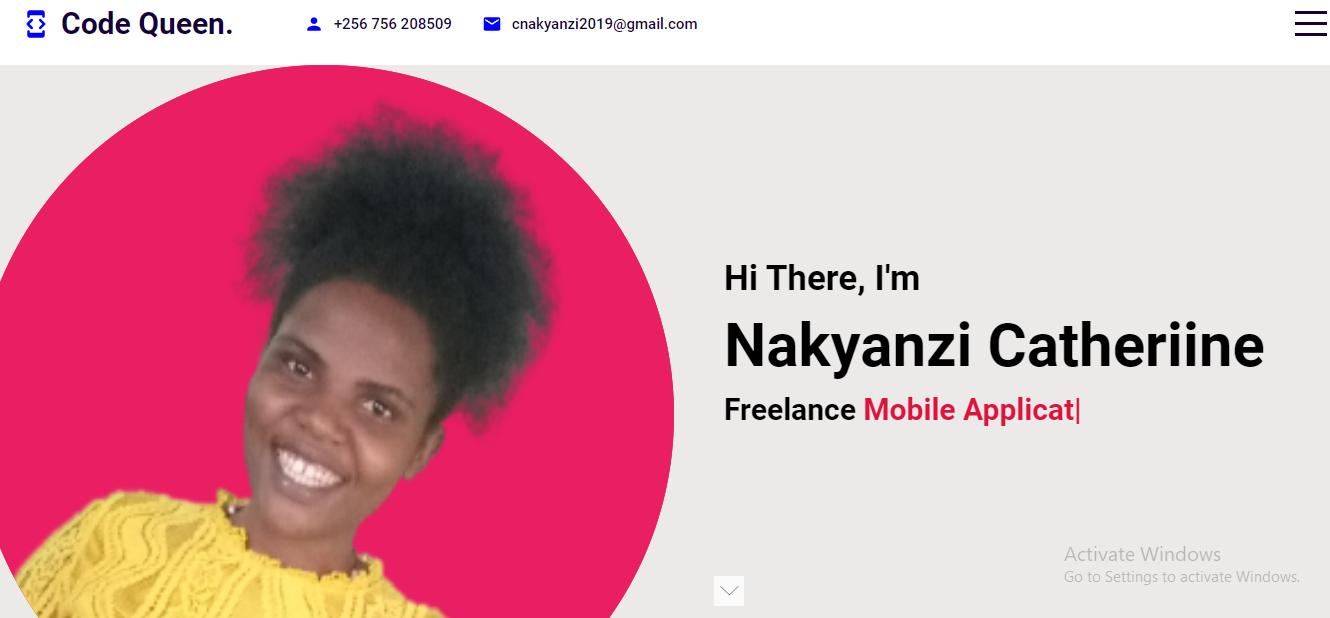 Code Queen.
+256 756 208509
cnakyanzi2019@gmail.com
Hi There, I'm
Nakyanzi Catheriine
Freelance Mobile Applicat|
Activate Windows
Go to Settings to activate Windows.